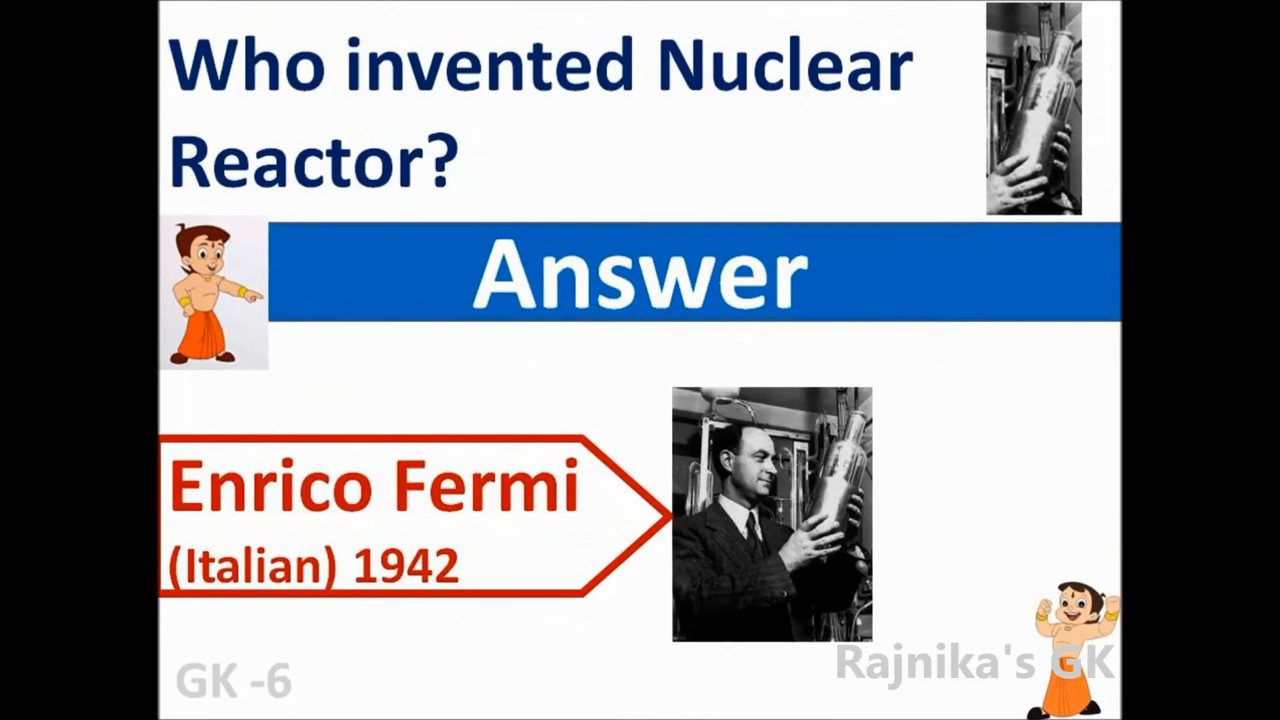 Who invented Nuclear
Reactor?
Answer
Enrico Fermi
(Italian) 1942
GK -6
Rajnika's GK